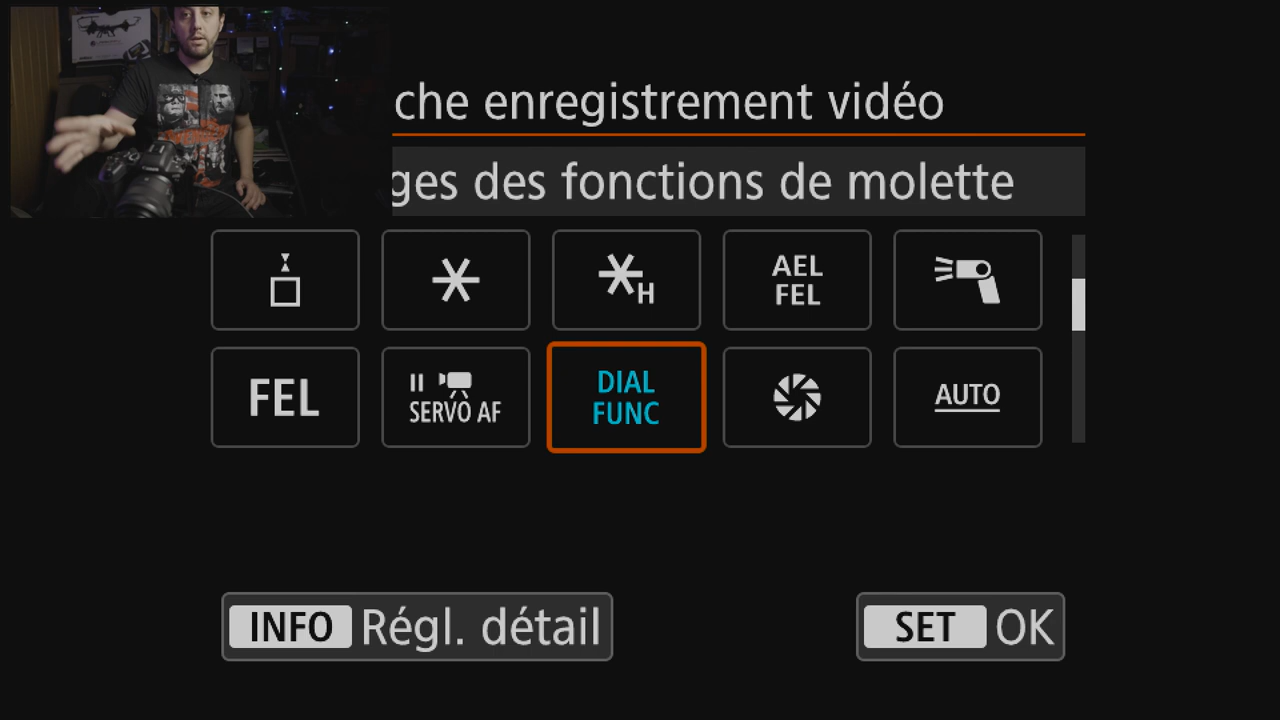 che enregistrement vidéo
ges des fonctions de molette
H
AEL
FEL
FEL
SERVO AF
DIAL
FUNC
AUTO
INFO Régl. détail
SET OK